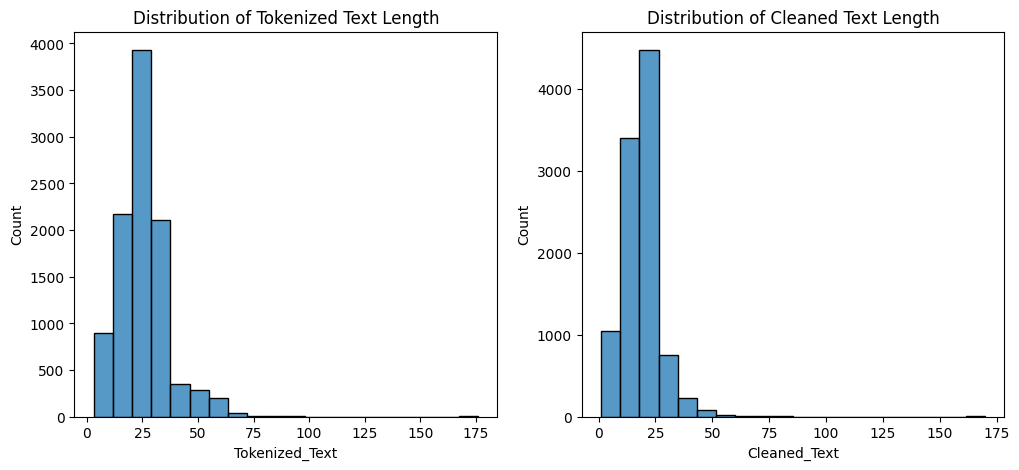 Distribution of Tokenized Text Length
4000
3500
3000
2500
2000
1500
1000
500
0
Count
0 25 50 75 100 125 150 175
Tokenized_Text
Distribution of Cleaned Text Length
4000
3000
2000
1000
0
Count
0 25 50 75 100 125 150 175
Cleaned_Text